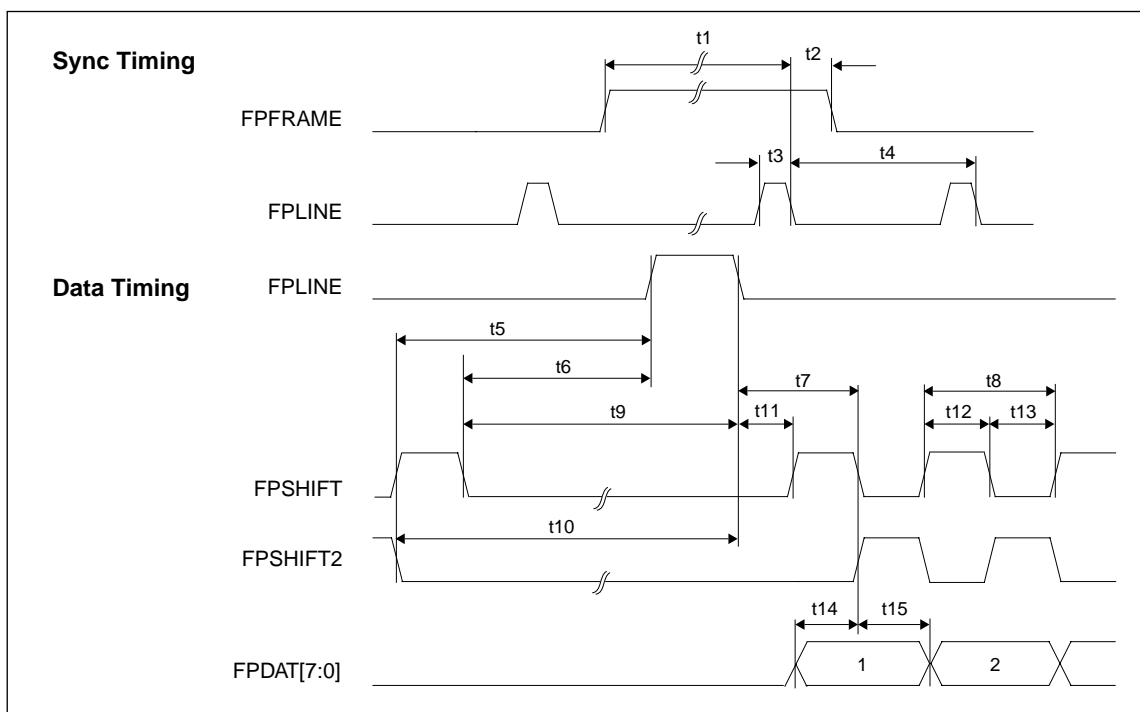 Sync Timing
t1
t2
FPFRAME
t3
t4
FPLINE
Data Timing
FPLINE
t5
t6
t7
t8
t9
t11
t12
t13
FPSHIFT
t10
FPSHIFT2
t14
t15
FPDAT[7:0]
1
2